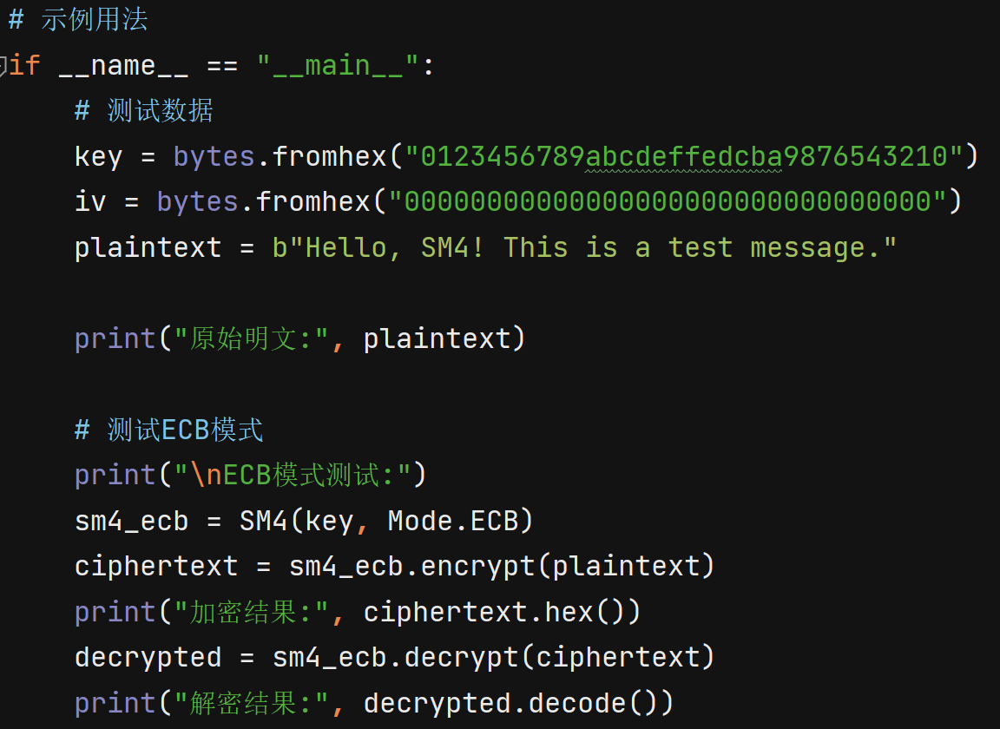 # 示例用法
if __name__ == "__main__":
    # 测试数据
    key = bytes.fromhex("0123456789abcdeffedcba9876543210")
    iv = bytes.fromhex("00000000000000000000000000000000")
    plaintext = b"Hello, SM4! This is a test message."
    print("原始明文:", plaintext)
    # 测试ECB模式
    print("\nECB模式测试:")
    sm4_ecb = SM4(key, Mode.ECB)
    ciphertext = sm4_ecb.encrypt(plaintext)
    print("加密结果:", ciphertext.hex())
    decrypted = sm4_ecb.decrypt(ciphertext)
    print("解密结果:", decrypted.decode())